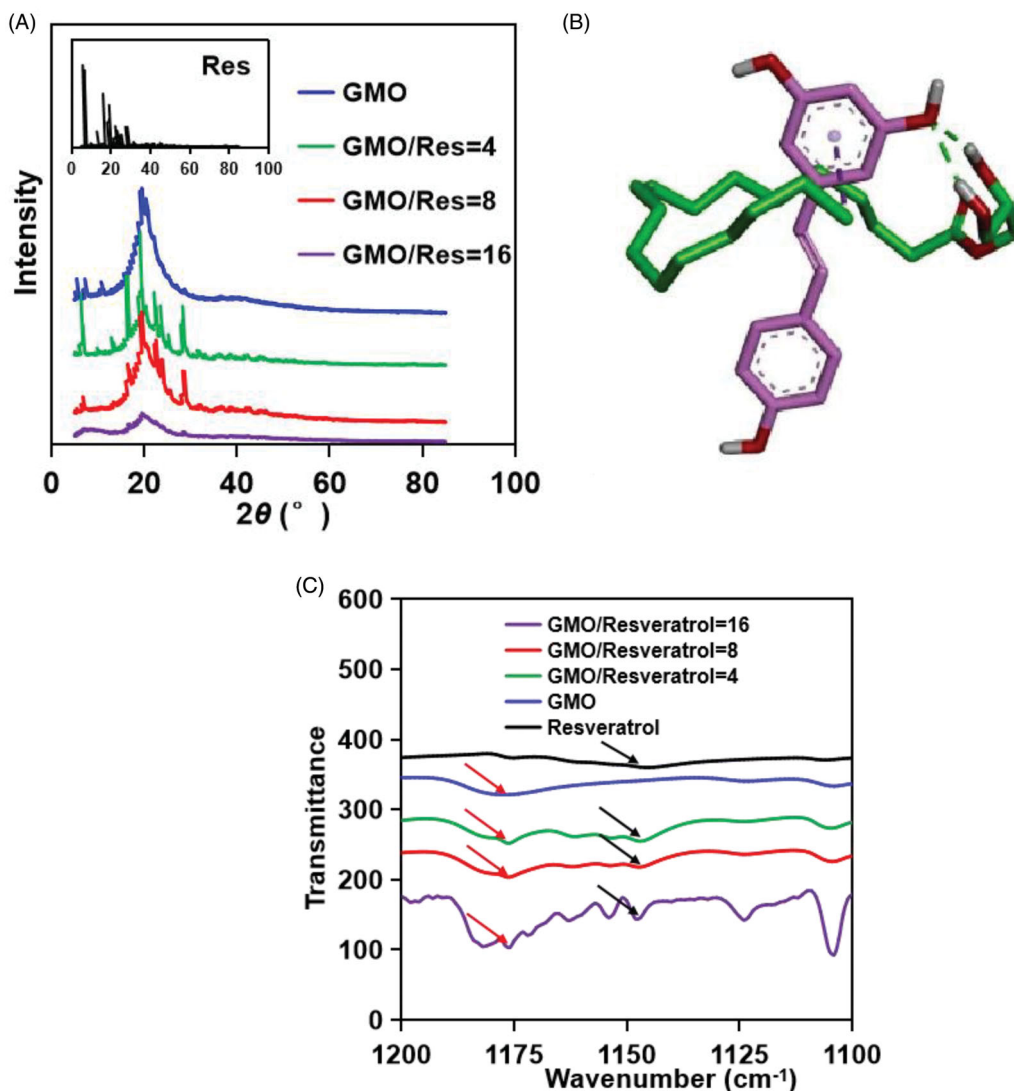 (A)
Res
0 20 40 60 80 100
GMO
GMO/Res=4
GMO/Res=8
GMO/Res=16
Intensity
0 20 40 60 80 100
2θ (°)
(B)
(C)
600
500
400
300
200
100
0
GMO/Resveratrol=16
GMO/Resveratrol=8
GMO/Resveratrol=4
GMO
Resveratrol
Transmittance
1200 1175 1150 1125 1100
Wavenumber (cm⁻¹)